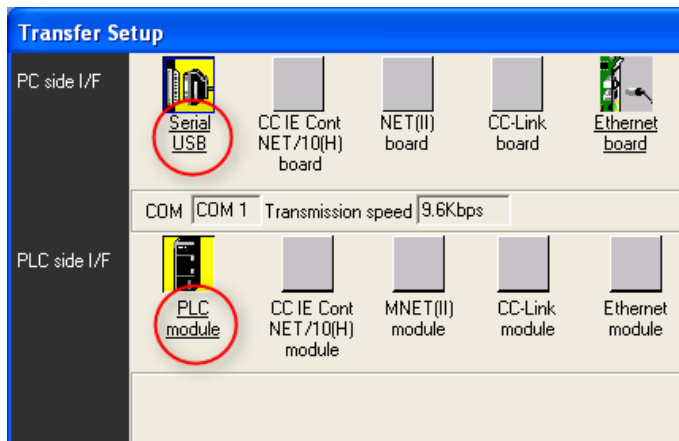 Transfer Setup
PC side I/F
Serial USB
CC IE Cont NET/10(H) board
NET(II) board
CC-Link board
Ethernet board
COM COM 1 Transmission speed 9.6Kbps
PLC side I/F
PLC module
CC IE Cont NET/10(H) module
MNET(II) module
CC-Link module
Ethernet module